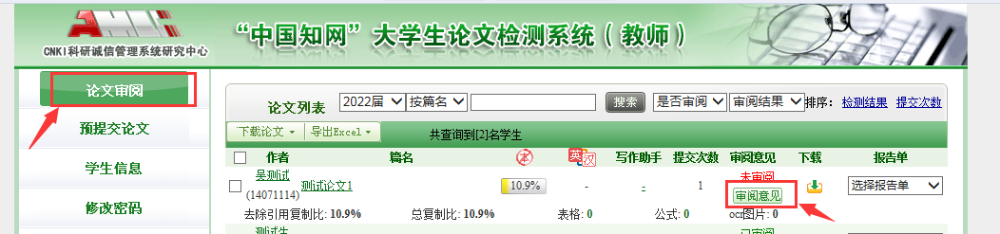 CNKI科研诚信管理系统研究中心
“中国知网”大学生论文检测系统（教师）
论文审阅
预提交论文
学生信息
修改密码
论文列表 2022届 按篇名 搜索 是否审阅 审阅结果 排序: 检测结果 提交次数
下载论文 导出Excel 共查询到[2]名学生
作者 篇名 本 英汉 写作助手 提交次数 审阅意见 下载 报告单
吴测试 测试论文1 10.9% - - 1 未审阅 选择报告单
(14071114) 审阅意见
去除引用复制比: 10.9% 总复制比: 10.9% 表格: 0 公式: 0 ocr图片: 0
测试生 已审阅